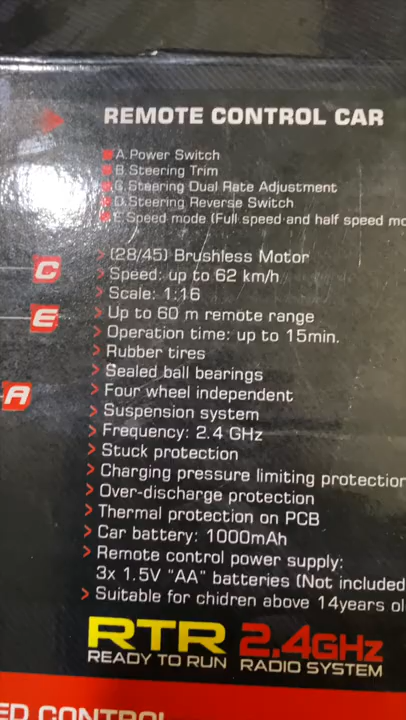 REMOTE CONTROL CAR
A.Power Switch
B.Steering Trim
C.Steering Dual Rate Adjustment
D.Steering Reverse Switch
E.Speed mode (Full speed and half speed mo
(28/45) Brushless Motor
C
Speed: up to 62 km/h
Scale: 1:16
Up to 60 m remote range
E
Operation time: up to 15min.
Rubber tires
Sealed ball bearings
A
Four wheel independent
Suspension system
Frequency: 2.4 GHz
Stuck protection
Charging pressure limiting protection
Over-discharge protection
Thermal protection on PCB
Car battery: 1000mAh
Remote control power supply:
3x 1.5V "AA" batteries (Not included
Suitable for chidren above 14years ol
RTR 2.4GHz
READY TO RUN RADIO SYSTEM
ED CONTROL